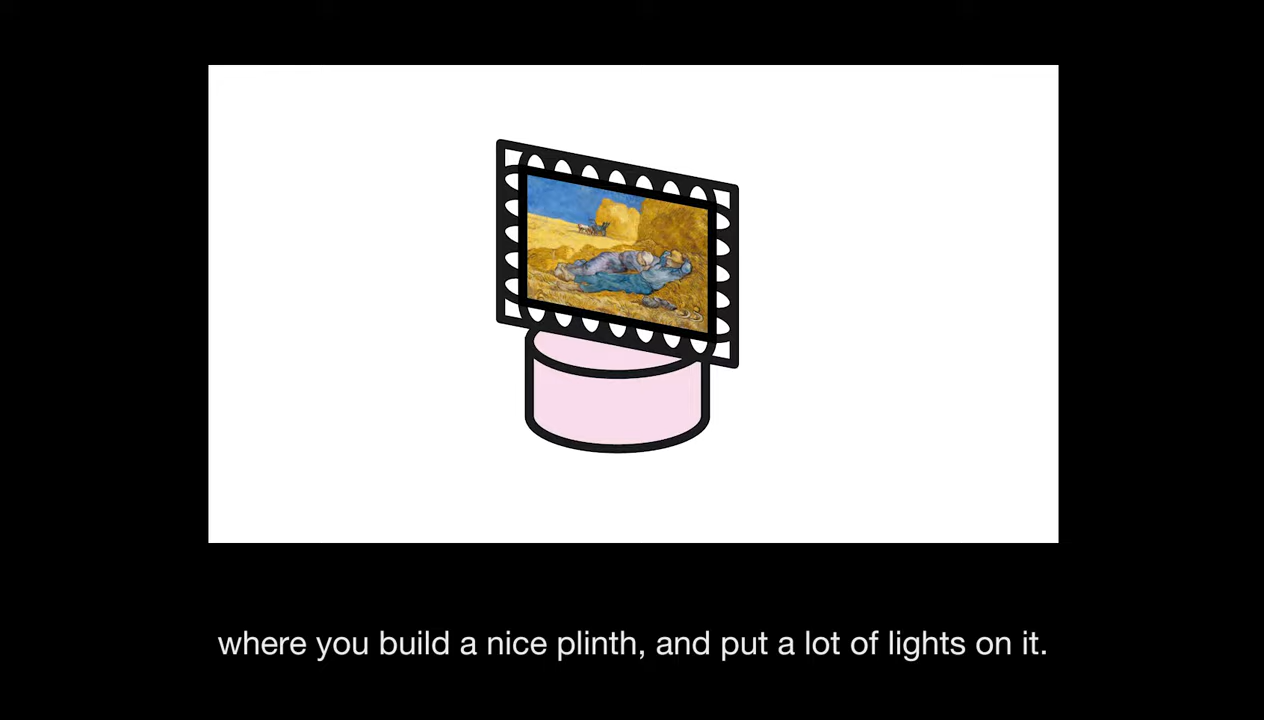 where you build a nice plinth, and put a lot of lights on it.